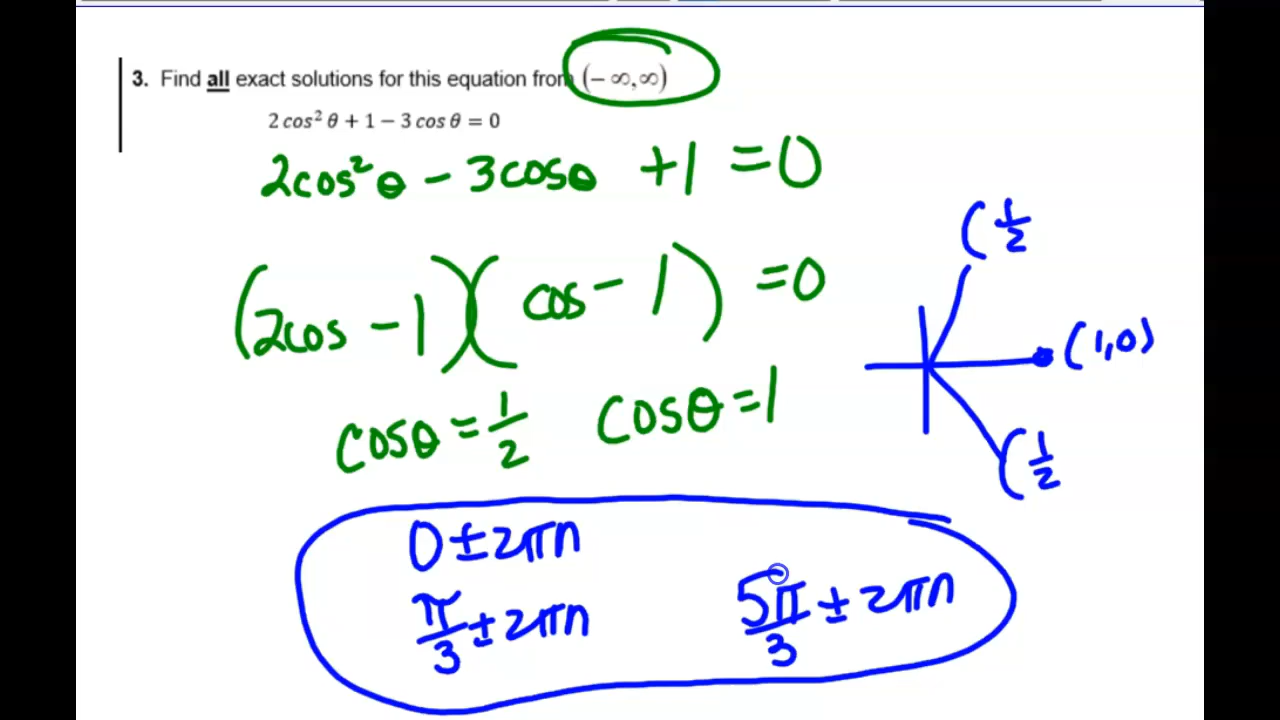 3. Find all exact solutions for this equation from (−∞,∞)
2 cos² θ + 1 − 3 cos θ = 0
2cos²θ − 3cosθ +1 = 0
(2cos − 1)(cos − 1) = 0
cosθ = 1/2 cosθ = 1
(1/2
(1,0)
(1/2
0 ± 2πn
π/3 ± 2πn
5π/3 ± 2πn